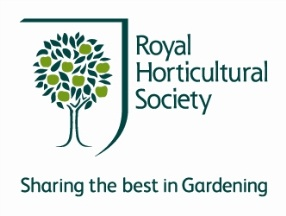 Royal
Horticultural
Society
Sharing the best in Gardening